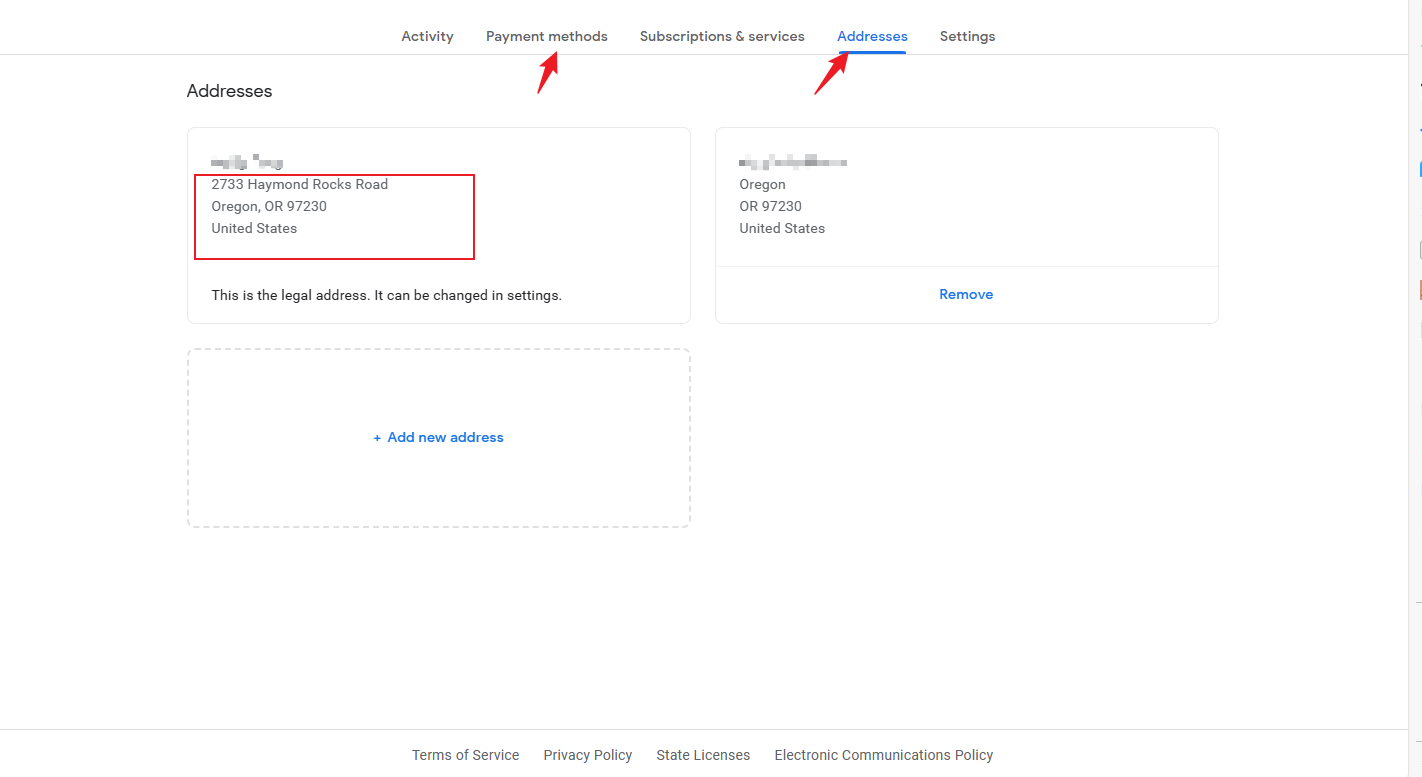 Activity Payment methods Subscriptions & services Addresses Settings
Addresses
2733 Haymond Rocks Road
Oregon, OR 97230
United States
This is the legal address. It can be changed in settings.
Oregon
OR 97230
United States
Remove
+ Add new address
Terms of Service Privacy Policy State Licenses Electronic Communications Policy